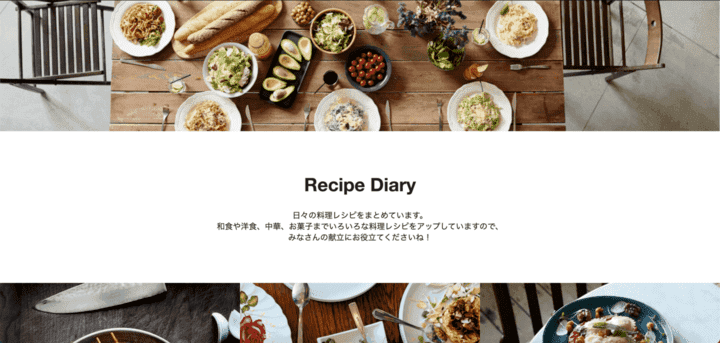 Recipe Diary
日々の料理レシピをまとめています。
和食や洋食、中華、お菓子までいろいろな料理レシピをアップしていますので、
みなさんの献立にお役立てくださいね！